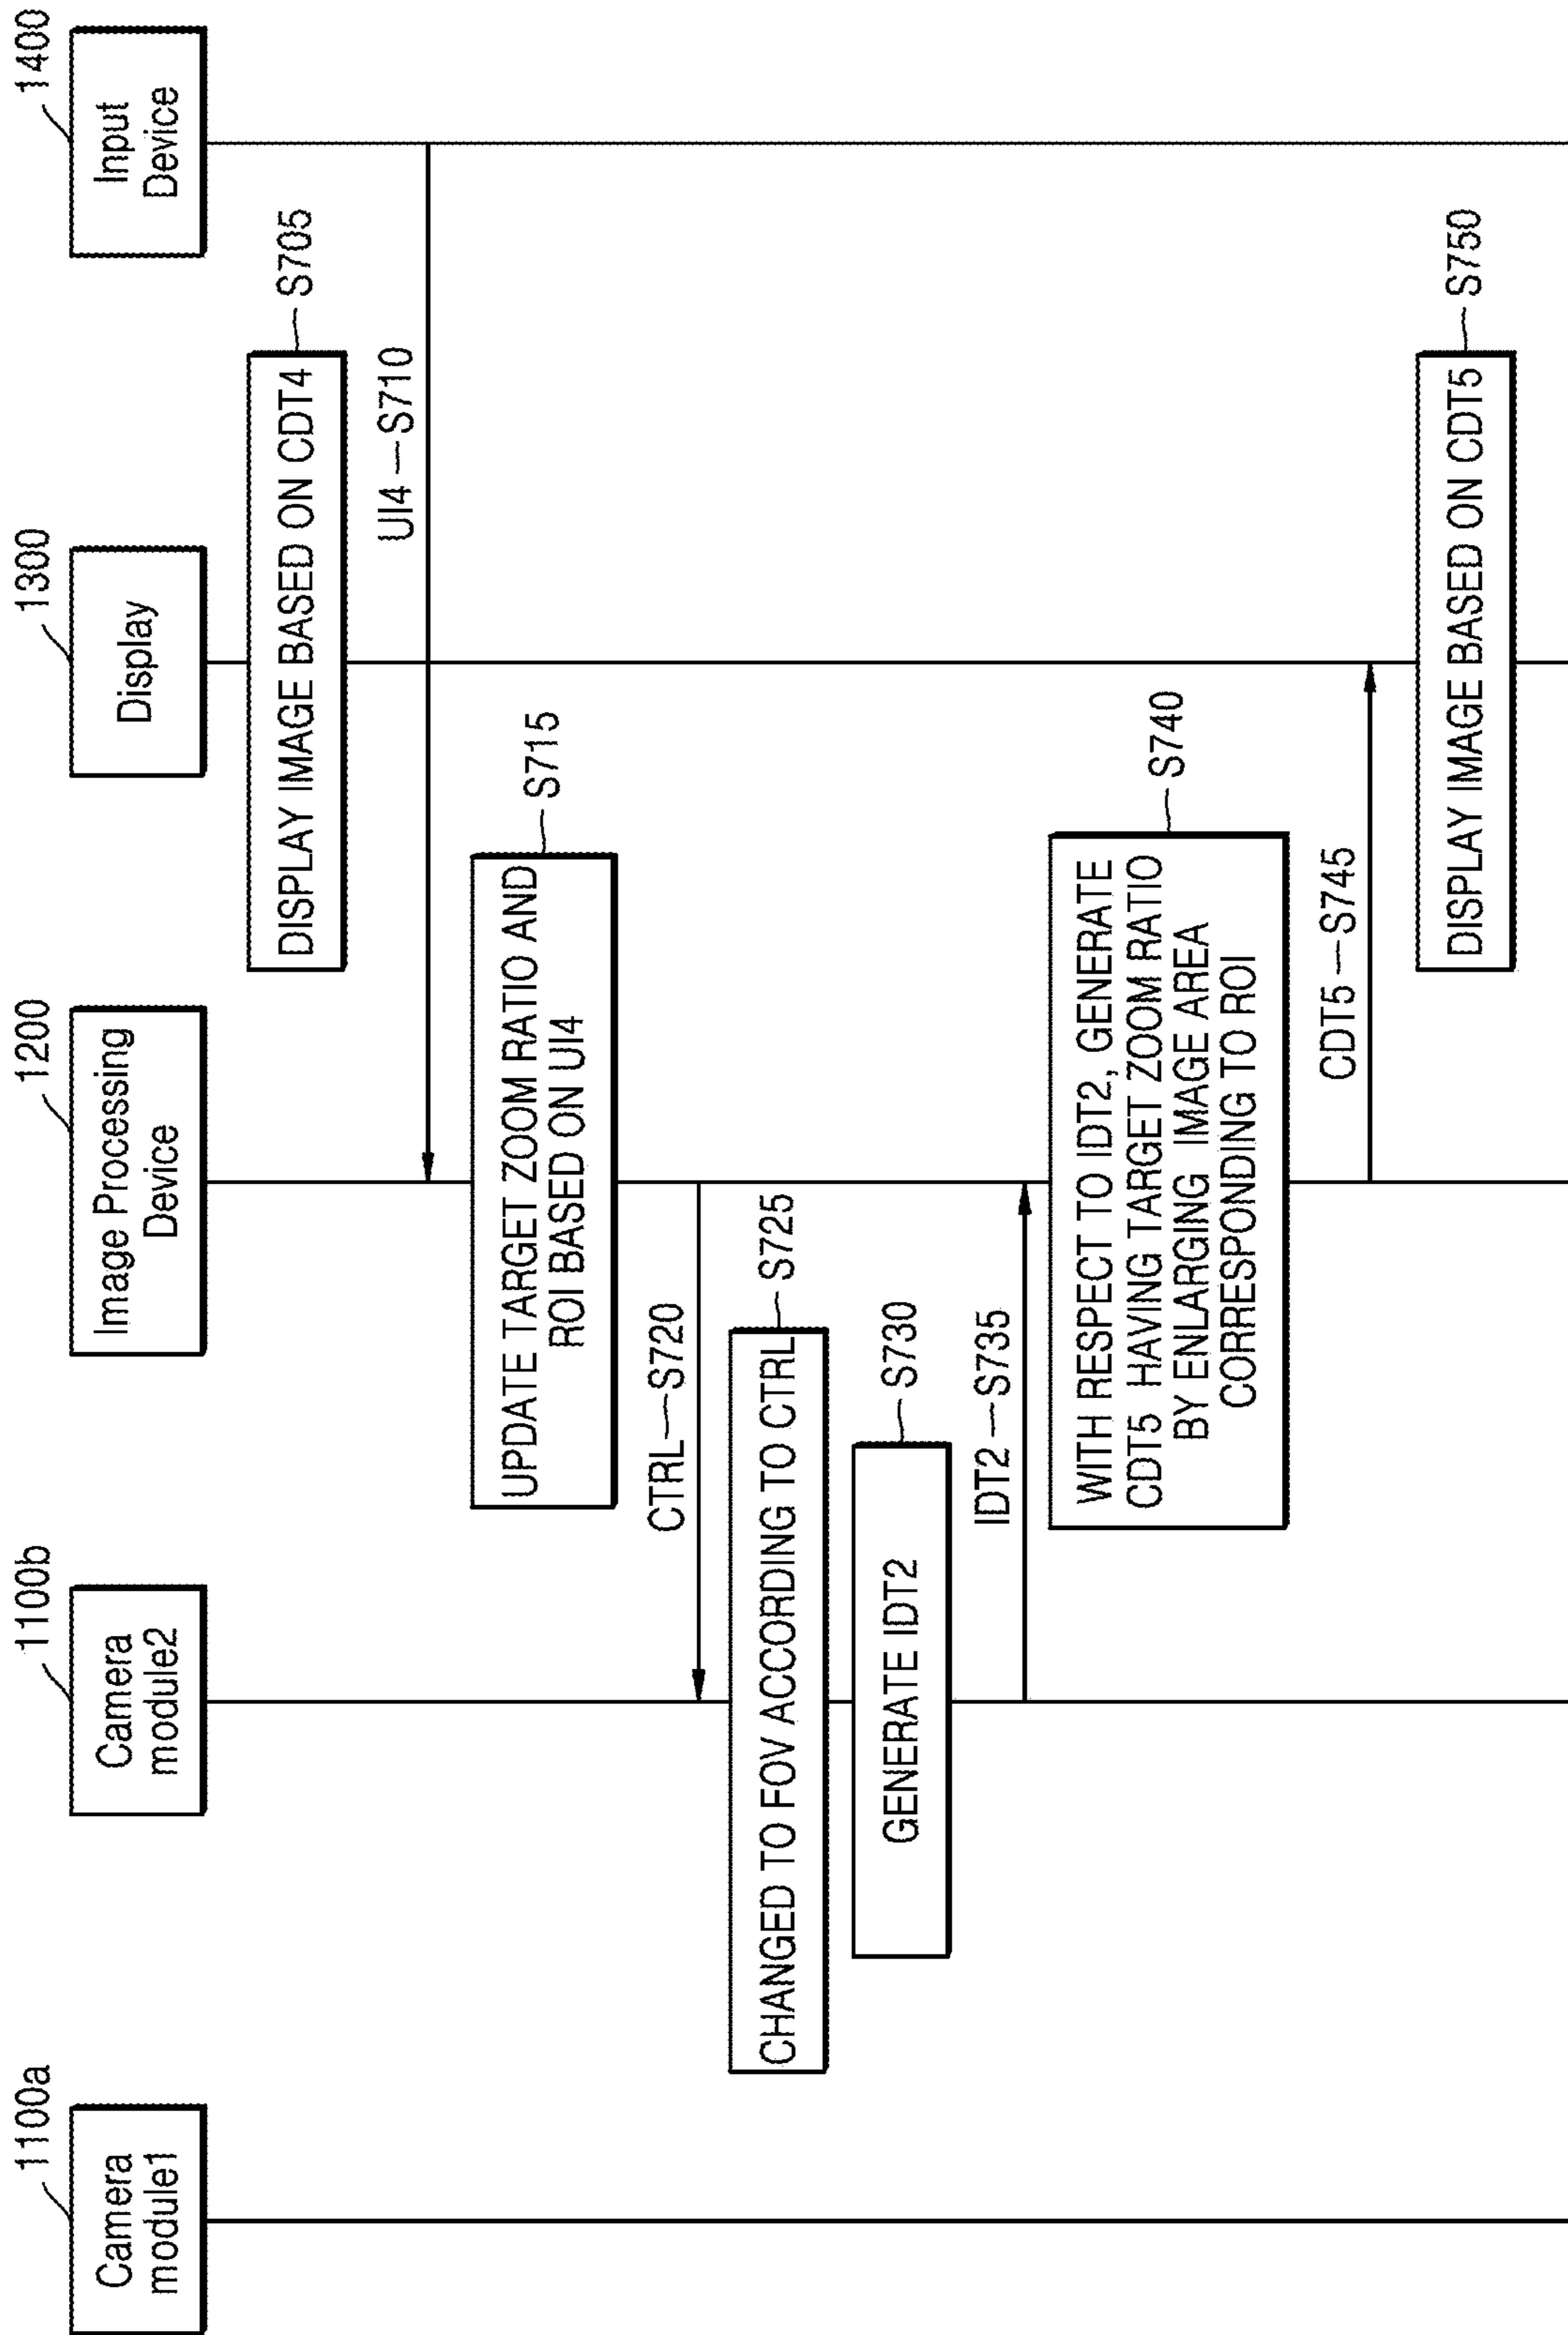 1100a
Camera
module1
1100b
Camera
module2
1200
Image Processing
Device
1300
Display
1400
Input
Device
DISPLAY IMAGE BASED ON CDT4
S705
UI4
S710
UPDATE TARGET ZOOM RATIO AND
ROI BASED ON UI4
S715
CTRL
S720
CHANGED TO FOV ACCORDING TO CTRL
S725
GENERATE IDT2
S730
IDT2
S735
WITH RESPECT TO IDT2, GENERATE
CDT5 HAVING TARGET ZOOM RATIO
BY ENLARGING IMAGE AREA
CORRESPONDING TO ROI
S740
CDT5
S745
DISPLAY IMAGE BASED ON CDT5
S750